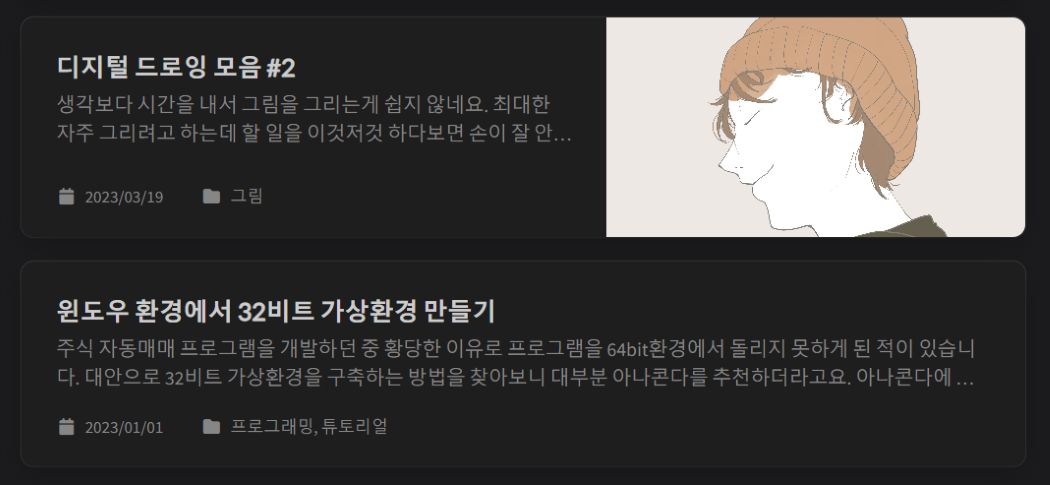 디지털 드로잉 모음 #2
생각보다 시간을 내서 그림을 그리는게 쉽지 않네요. 최대한
자주 그리려고 하는데 할 일을 이것저것 하다보면 손이 잘 안…
2023/03/19 그림
윈도우 환경에서 32비트 가상환경 만들기
주식 자동매매 프로그램을 개발하던 중 황당한 이유로 프로그램을 64bit환경에서 돌리지 못하게 된 적이 있습니
다. 대안으로 32비트 가상환경을 구축하는 방법을 찾아보니 대부분 아나콘다를 추천하더라고요. 아나콘다에 …
2023/01/01 프로그래밍, 튜토리얼